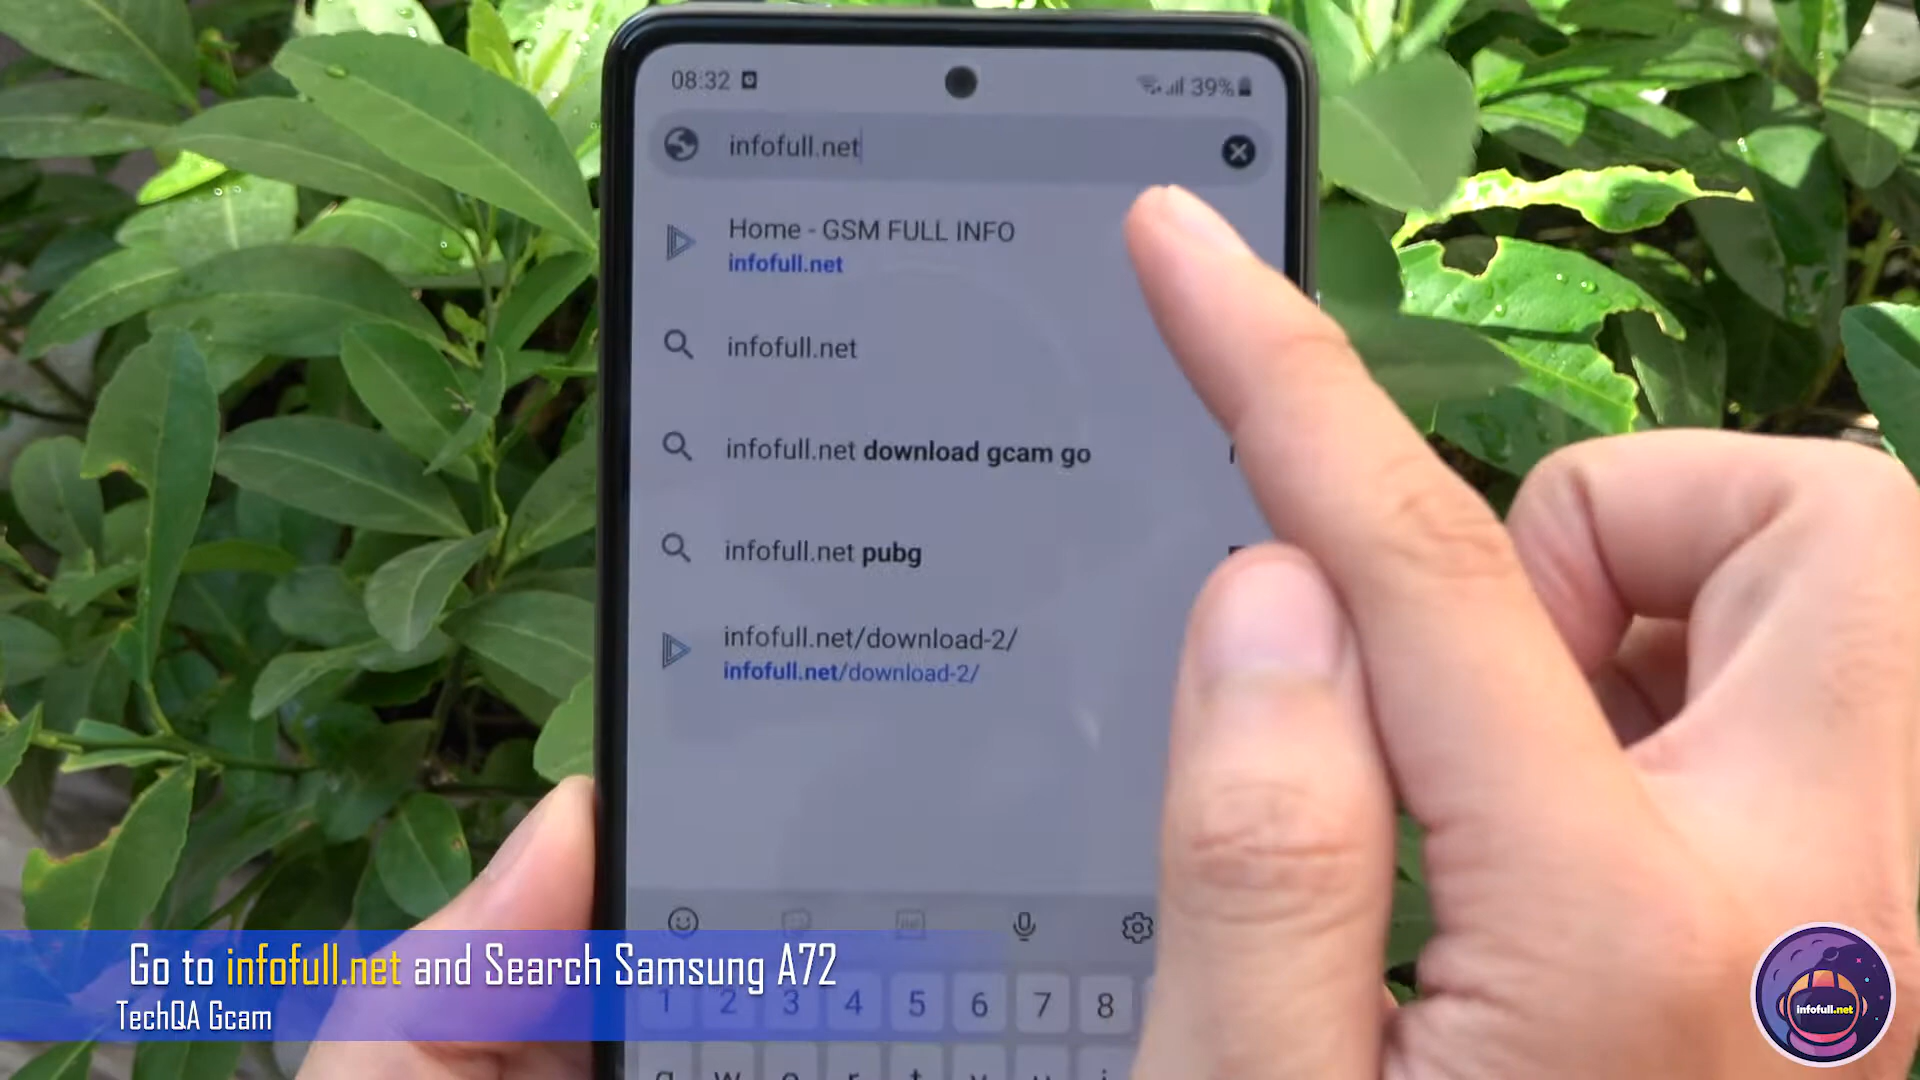 08:32
39%
infofull.net
Home - GSM FULL INFO
infofull.net
infofull.net
infofull.net download gcam go
infofull.net pubg
infofull.net/download-2/
infofull.net/download-2/
Go to infofull.net and Search Samsung A72
TechQA Gcam
1 2 3 4 5 6 7 8
infofull.net